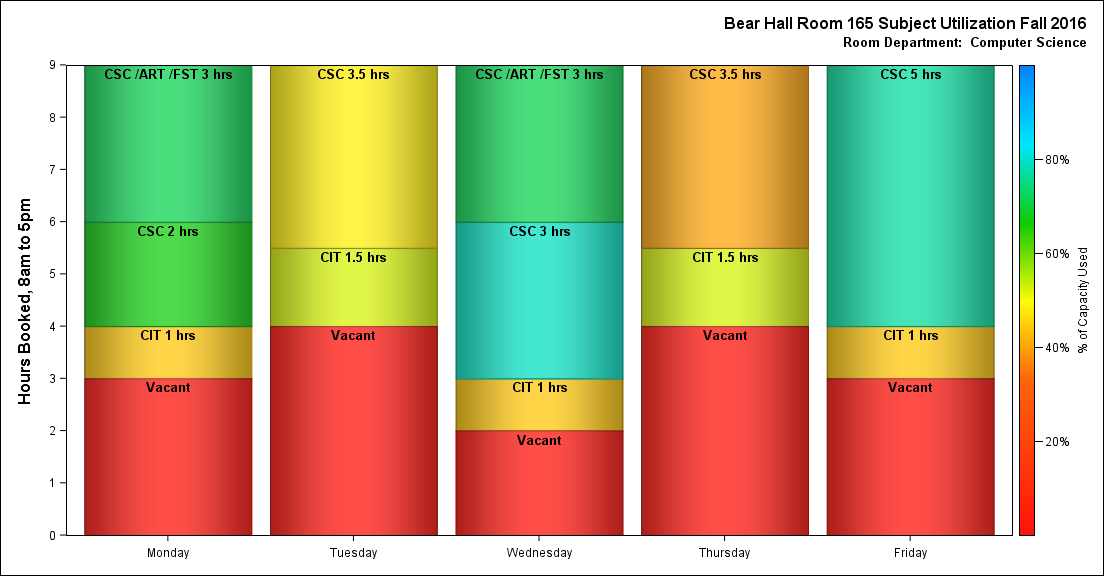 Bear Hall Room 165 Subject Utilization Fall 2016
Room Department:  Computer Science
Hours Booked, 8am to 5pm
9
8
7
6
5
4
3
2
1
0
CSC /ART /FST 3 hrs
CSC 2 hrs
CIT 1 hrs
Vacant
CSC 3.5 hrs
CIT 1.5 hrs
Vacant
CSC /ART /FST 3 hrs
CSC 3 hrs
CIT 1 hrs
Vacant
CSC 3.5 hrs
CIT 1.5 hrs
Vacant
CSC 5 hrs
CIT 1 hrs
Vacant
Monday
Tuesday
Wednesday
Thursday
Friday
80%
60%
40%
20%
% of Capacity Used